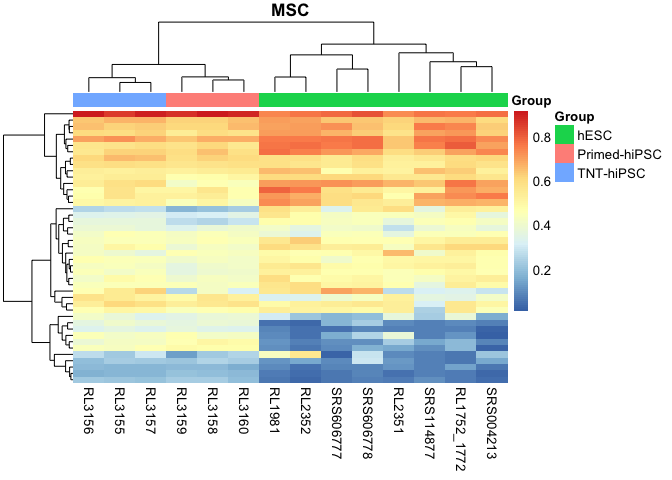 MSC
Group
Group
hESC
Primed-hiPSC
TNT-hiPSC
0.8
0.6
0.4
0.2
RL3156
RL3155
RL3157
RL3159
RL3158
RL3160
RL1981
RL2352
SRS606777
SRS606778
RL2351
SRS114877
RL1752_1772
SRS004213